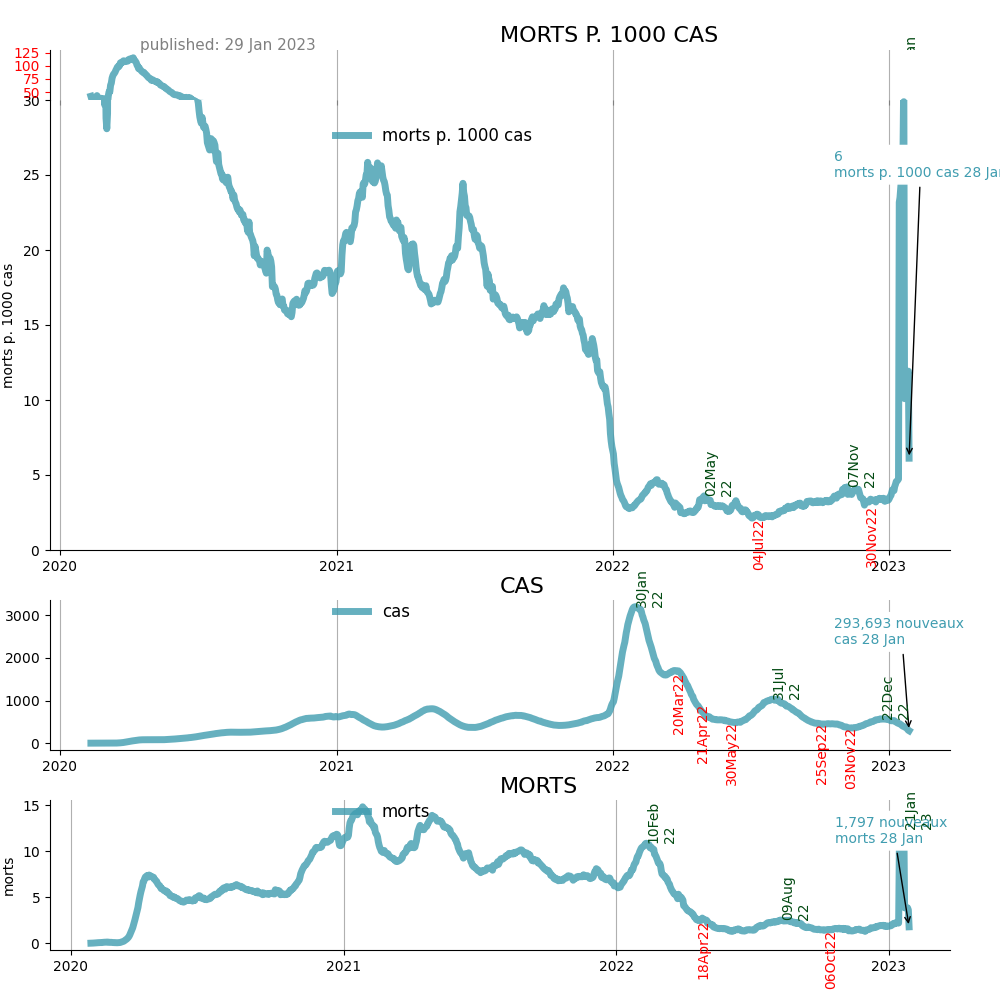 MORTS P. 1000 CAS
published: 29 Jan 2023
an
125
100
75
50
30
25
20
15
10
5
0
morts p. 1000 cas
morts p. 1000 cas
6
morts p. 1000 cas 28 Jan
02May
22
07Nov
22
04Jul22
30Nov22
2020
2021
2022
2023
CAS
cas
3000
2000
1000
0
30Jan
22
293,693 nouveaux
cas 28 Jan
20Mar22
21Apr22
30May22
31Jul
22
25Sep22
03Nov22
22Dec
22
2020
2021
2022
2023
MORTS
morts
morts
15
10
5
0
10Feb
22
21Jan
23
1,797 nouveaux
morts 28 Jan
18Apr22
09Aug
22
06Oct22
2020
2021
2022
2023